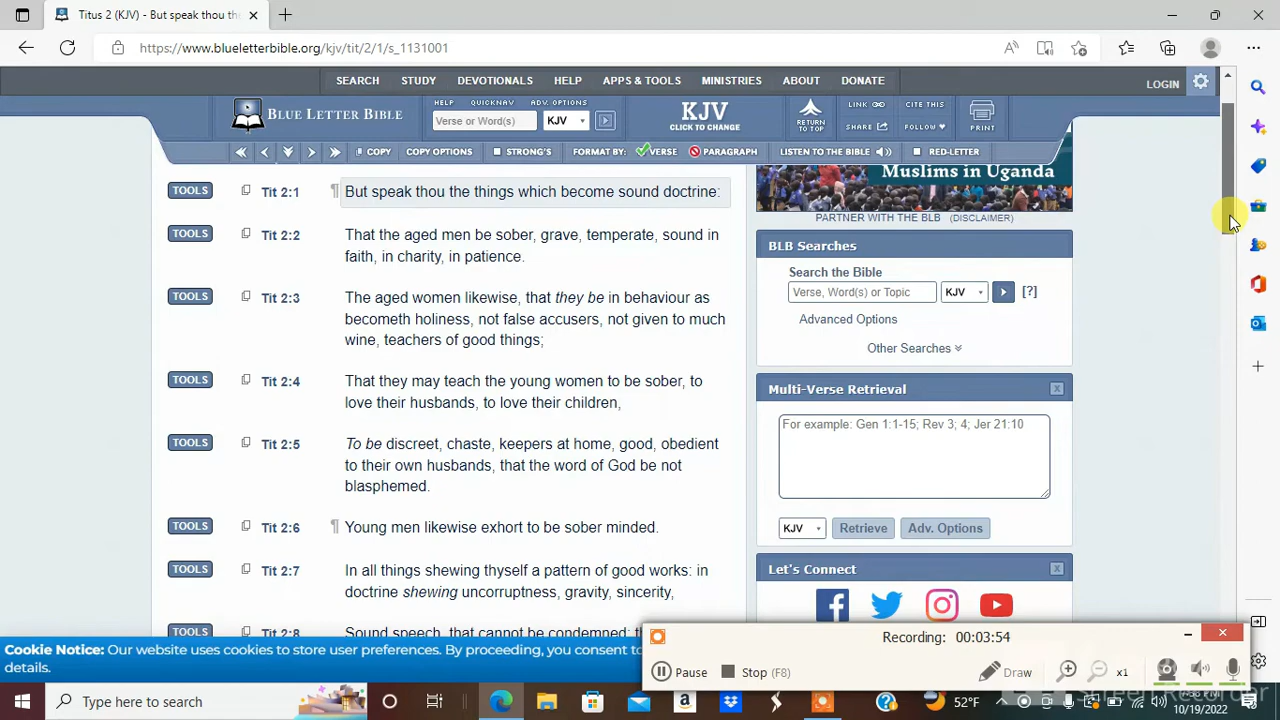 Titus 2 (KJV) - But speak thou the
https://www.blueletterbible.org/kjv/tit/2/1/s_1131001
SEARCH STUDY DEVOTIONALS HELP APPS & TOOLS MINISTRIES ABOUT DONATE
LOGIN
BLUE LETTER BIBLE
HELP QUICKNAV ADV. OPTIONS
Verse or Word(s) KJV
KJV
CLICK TO CHANGE
RETURN TO TOP
LINK CITE THIS
SHARE FOLLOW
PRINT
COPY COPY OPTIONS STRONG'S FORMAT BY: VERSE PARAGRAPH LISTEN TO THE BIBLE RED-LETTER
TOOLS Tit 2:1 ¶ But speak thou the things which become sound doctrine:
TOOLS Tit 2:2 That the aged men be sober, grave, temperate, sound in
faith, in charity, in patience.
TOOLS Tit 2:3 The aged women likewise, that they be in behaviour as
becometh holiness, not false accusers, not given to much
wine, teachers of good things;
TOOLS Tit 2:4 That they may teach the young women to be sober, to
love their husbands, to love their children,
TOOLS Tit 2:5 To be discreet, chaste, keepers at home, good, obedient
to their own husbands, that the word of God be not
blasphemed.
TOOLS Tit 2:6 ¶ Young men likewise exhort to be sober minded.
TOOLS Tit 2:7 In all things shewing thyself a pattern of good works: in
doctrine shewing uncorruptness, gravity, sincerity,
TOOLS Tit 2:8 Sound speech, that cannot be condemned;
Muslims in Uganda
PARTNER WITH THE BLB (DISCLAIMER)
BLB Searches
Search the Bible
Verse, Word(s) or Topic KJV [?]
Advanced Options
Other Searches
Multi-Verse Retrieval
For example: Gen 1:1-15; Rev 3; 4; Jer 21:10
KJV Retrieve Adv. Options
Let's Connect
Cookie Notice: Our website uses cookies to store user preferences. By proceeding, you consent to
details.
Recording: 00:03:54
Pause Stop (F8) Draw x1
Screen Recorder
Type here to search
52°F
10/19/2022